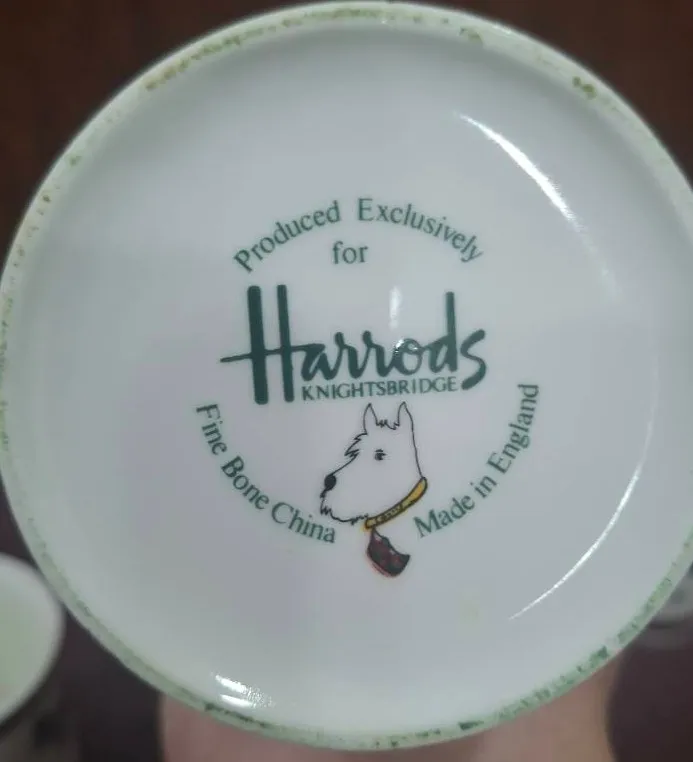 Produced Exclusively
for
Harrods
KNIGHTSBRIDGE
Fine Bone China
Made in England